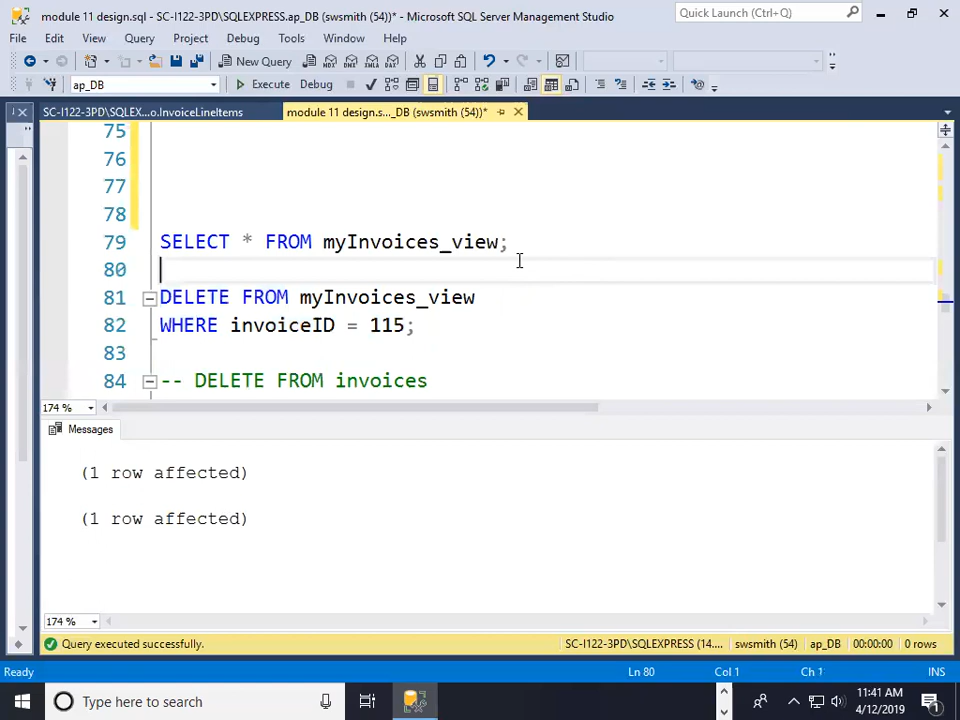 module 11 design.sql - SC-I122-3PD\SQLEXPRESS.ap_DB (swsmith (54))* - Microsoft SQL Server Management Studio
Quick Launch (Ctrl+Q)
File Edit View Query Project Debug Tools Window Help
New Query
ap_DB
Execute Debug
SC-I122-3PD\SQLEX...o.InvoiceLineItems
module 11 design.s..._DB (swsmith (54))*
75
76
77
78
79 SELECT * FROM myInvoices_view;
80
81 DELETE FROM myInvoices_view
82 WHERE invoiceID = 115;
83
84 -- DELETE FROM invoices
174 %
Messages
(1 row affected)
(1 row affected)
174 %
Query executed successfully.
SC-I122-3PD\SQLEXPRESS (14.... swsmith (54) ap_DB 00:00:00 0 rows
Ready
Ln 80 Col 1 Ch 1 INS
Type here to search
11:41 AM
4/12/2019
1